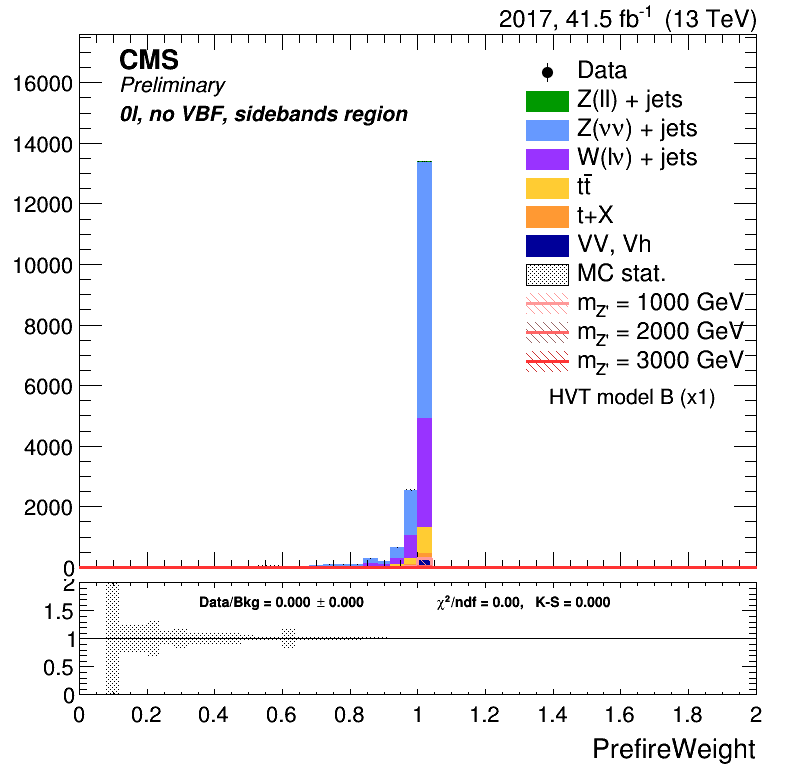 2017, 41.5 fb⁻¹ (13 TeV)
CMS
Preliminary
0l, no VBF, sidebands region
Data
Z(ll) + jets
Z(νν) + jets
W(lν) + jets
tt̄
t+X
VV, Vh
MC stat.
m_Z' = 1000 GeV
m_Z' = 2000 GeV
m_Z' = 3000 GeV
HVT model B (x1)
16000
14000
12000
10000
8000
6000
4000
2000
0
Data/Bkg = 0.000 ± 0.000 χ²/ndf = 0.00, K-S = 0.000
2
1.5
1
0.5
0
0 0.2 0.4 0.6 0.8 1 1.2 1.4 1.6 1.8 2
PrefireWeight